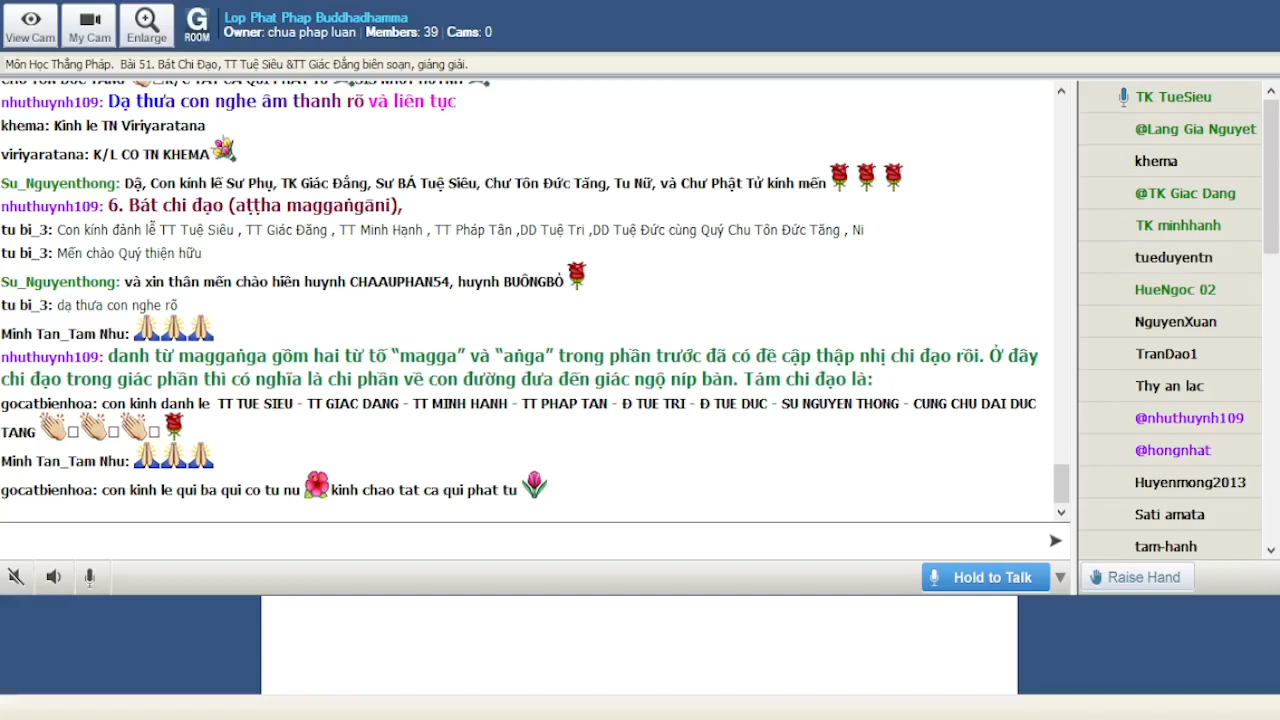 View Cam
My Cam
Enlarge
G ROOM
Lop Phat Phap Buddhadhamma
Owner: chua phap luan | Members: 39 | Cams: 0
Môn Học Thắng Pháp.  Bài 51. Bát Chi Đạo, TT Tuệ Siêu &TT Giác Đẳng biên soạn, giảng giải.
nhuthuynh109: Dạ thưa con nghe âm thanh rõ và liên tục
khema: Kinh le TN Viriyaratana
viriyaratana: K/L CO TN KHEMA
Su_Nguyenthong: Dạ, Con kính lễ Sư Phụ, TK Giác Đẳng, Sư BÁ Tuệ Siêu, Chư Tôn Đức Tăng, Tu Nữ, và Chư Phật Tử kính mến
nhuthuynh109: 6. Bát chi đạo (aṭṭha maggaṅgāni),
tu bi_3: Con kính đảnh lễ TT Tuệ Siêu , TT Giác Đăng , TT Minh Hạnh , TT Pháp Tân ,DD Tuệ Tri ,DD Tuệ Đức cùng Quý Chu Tôn Đức Tăng , Ni
tu bi_3: Mến chào Quý thiện hữu
Su_Nguyenthong: và xin thân mến chào hiền huynh CHAAUPHAN54, huynh BUÔNGBỎ
tu bi_3: dạ thưa con nghe rõ
Minh Tan_Tam Nhu:
nhuthuynh109: danh từ maggaṅga gồm hai từ tố “magga” và “aṅga” trong phần trước đã có đề cập thập nhị chi đạo rồi. Ở đây
chi đạo trong giác phần thì có nghĩa là chi phần về con đường đưa đến giác ngộ níp bàn. Tám chi đạo là:
gocatbienhoa: con kinh danh le  TT TUE SIEU - TT GIAC DANG - TT MINH HANH - TT PHAP TAN - Đ TUE TRI - Đ TUE DUC - SU NGUYEN THONG - CUNG CHU DAI DUC
TANG
Minh Tan_Tam Nhu:
gocatbienhoa: con kinh le qui ba qui co tu nu kinh chao tat ca qui phat tu
Hold to Talk
TK TueSieu
@Lang Gia Nguyet
khema
@TK Giac Dang
TK minhhanh
tueduyentn
HueNgoc 02
NguyenXuan
TranDao1
Thy an lac
@nhuthuynh109
@hongnhat
Huyenmong2013
Sati amata
tam-hanh
Raise Hand